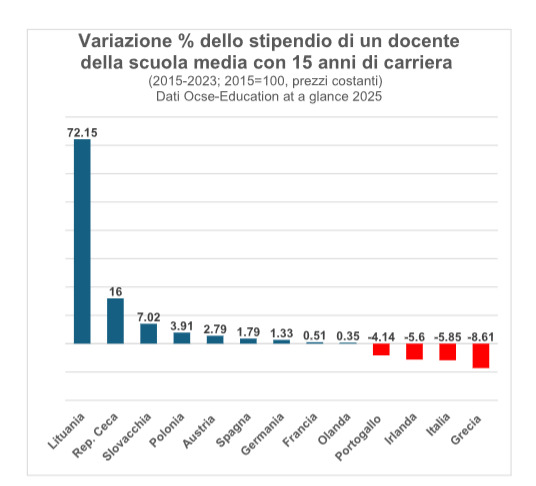 Variazione % dello stipendio di un docente
della scuola media con 15 anni di carriera
(2015-2023; 2015=100, prezzi costanti)
Dati Ocse-Education at a glance 2025
72.15
16
7.02
3.91
2.79
1.79
1.33
0.51
0.35
-4.14
-5.6
-5.85
-8.61
Lituania
Rep. Ceca
Slovacchia
Polonia
Austria
Spagna
Germania
Francia
Olanda
Portogallo
Irlanda
Italia
Grecia